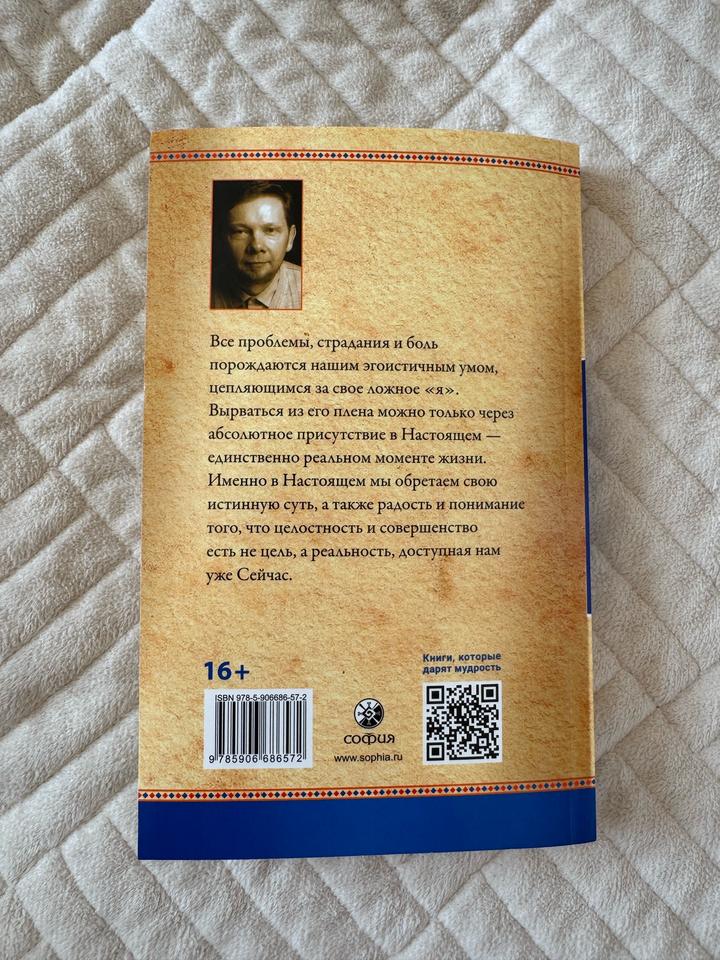 Все проблемы, страдания и боль
порождаются нашим эгоистичным умом,
цепляющимся за свое ложное «я».
Вырваться из его плена можно только через
абсолютное присутствие в Настоящем —
единственно реальном моменте жизни.
Именно в Настоящем мы обретаем свою
истинную суть, а также радость и понимание
того, что целостность и совершенство
есть не цель, а реальность, доступная нам
уже Сейчас.
16+
ISBN 978-5-906686-57-2
9 785906 686572
СОФИЯ
www.sophia.ru
Книги, которые
дарят мудрость